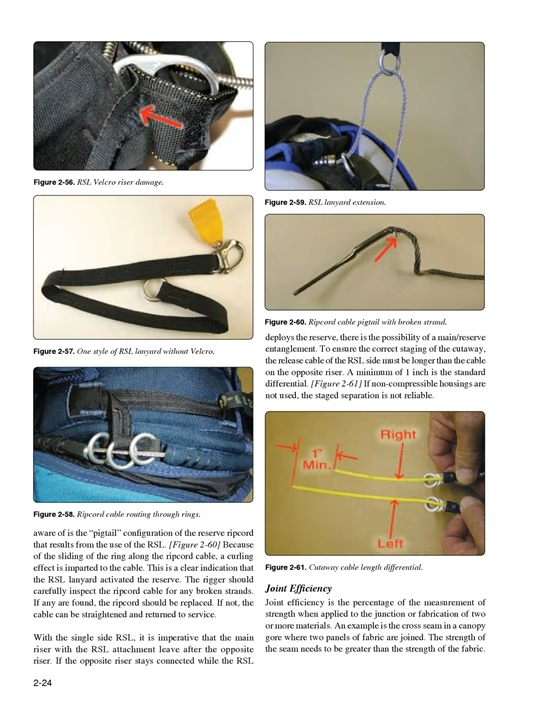 Figure 2-56. RSL Velcro riser damage.
Figure 2-57. One style of RSL lanyard without Velcro.
Figure 2-58. Ripcord cable routing through rings.
aware of is the “pigtail” configuration of the reserve ripcord
that results from the use of the RSL. [Figure 2-60] Because
of the sliding of the ring along the ripcord cable, a curling
effect is imparted to the cable. This is a clear indication that
the RSL lanyard activated the reserve. The rigger should
carefully inspect the ripcord cable for any broken strands.
If any are found, the ripcord should be replaced. If not, the
cable can be straightened and returned to service.
With the single side RSL, it is imperative that the main
riser with the RSL attachment leave after the opposite
riser. If the opposite riser stays connected while the RSL
Figure 2-59. RSL lanyard extension.
Figure 2-60. Ripcord cable pigtail with broken strand.
deploys the reserve, there is the possibility of a main/reserve
entanglement. To ensure the correct staging of the cutaway,
the release cable of the RSL side must be longer than the cable
on the opposite riser. A minimum of 1 inch is the standard
differential. [Figure 2-61] If non-compressible housings are
not used, the staged separation is not reliable.
Right
1"
Min.
Left
Figure 2-61. Cutaway cable length differential.
Joint Efficiency
Joint efficiency is the percentage of the measurement of
strength when applied to the junction or fabrication of two
or more materials. An example is the cross seam in a canopy
gore where two panels of fabric are joined. The strength of
the seam needs to be greater than the strength of the fabric.
2-24